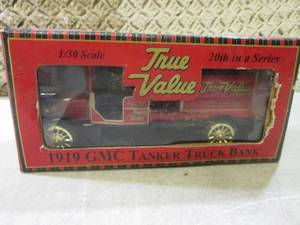 1/30 Scale
True
Value
20th in a Series
True Value
1919 GMC TANKER TRUCK BANK